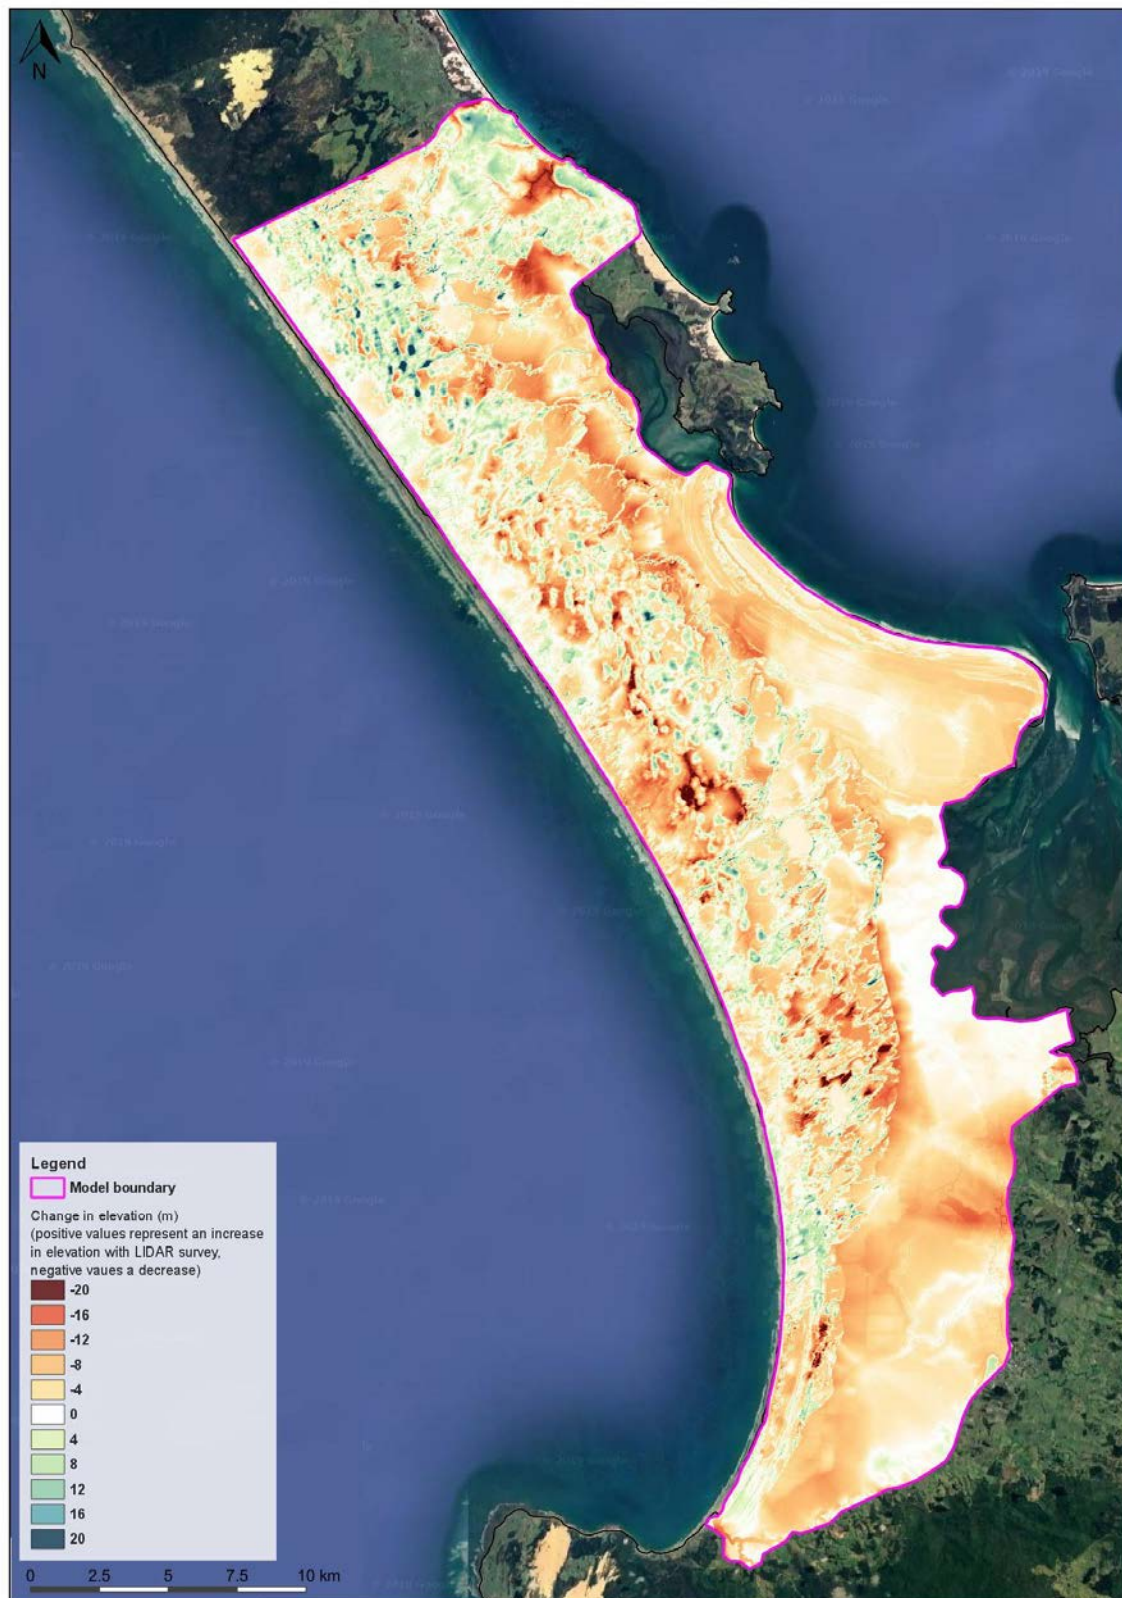 N
© 2019 Google
Legend
Model boundary
Change in elevation (m)
(positive values represent an increase
in elevation with LIDAR survey,
negative vaues a decrease)
-20
-16
-12
-8
-4
0
4
8
12
16
20
0 2.5 5 7.5 10 km